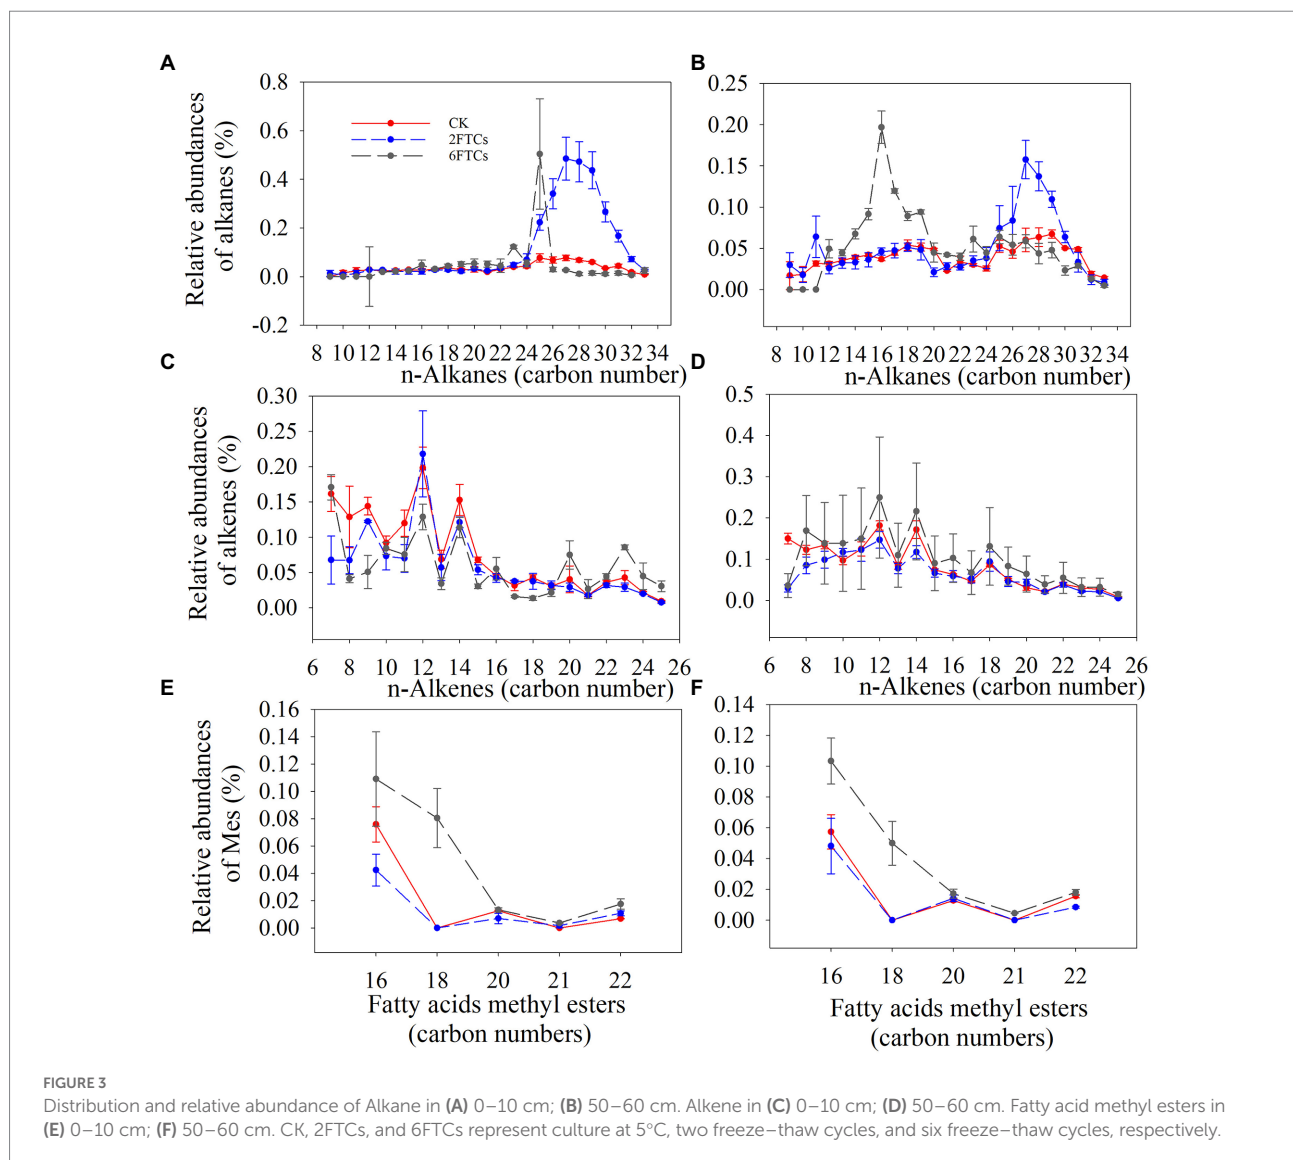 A
B
Relative abundances
of alkanes (%)
0.8
0.6
0.4
0.2
0.0
-0.2
CK
2FTCs
6FTCs
8 10 12 14 16 18 20 22 24 26 28 30 32 34
n-Alkanes (carbon number)
Relative abundances
of alkanes (%)
0.25
0.20
0.15
0.10
0.05
0.00
8 10 12 14 16 18 20 22 24 26 28 30 32 34
n-Alkanes (carbon number)
C
D
Relative abundances
of alkenes (%)
0.30
0.25
0.20
0.15
0.10
0.05
0.00
6 8 10 12 14 16 18 20 22 24 26
n-Alkenes (carbon number)
Relative abundances
of alkenes (%)
0.5
0.4
0.3
0.2
0.1
0.0
6 8 10 12 14 16 18 20 22 24 26
n-Alkenes (carbon number)
E
F
Relative abundances
of Mes (%)
0.16
0.14
0.12
0.10
0.08
0.06
0.04
0.02
0.00
16 18 20 21 22
Fatty acids methyl esters
(carbon numbers)
Relative abundances
of Mes (%)
0.14
0.12
0.10
0.08
0.06
0.04
0.02
0.00
16 18 20 21 22
Fatty acids methyl esters
(carbon numbers)
FIGURE 3
Distribution and relative abundance of Alkane in (A) 0–10 cm; (B) 50–60 cm. Alkene in (C) 0–10 cm; (D) 50–60 cm. Fatty acid methyl esters in
(E) 0–10 cm; (F) 50–60 cm. CK, 2FTCs, and 6FTCs represent culture at 5°C, two freeze–thaw cycles, and six freeze–thaw cycles, respectively.